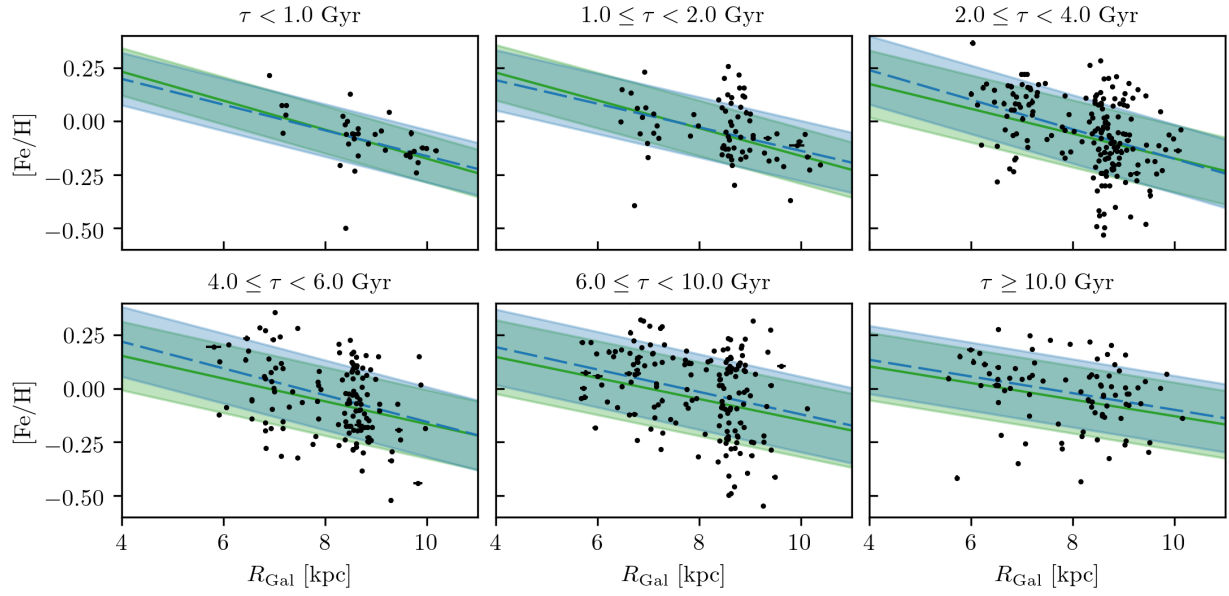 τ < 1.0 Gyr
1.0 ≤ τ < 2.0 Gyr
2.0 ≤ τ < 4.0 Gyr
[Fe/H]
0.25
0.00
−0.25
−0.50
4.0 ≤ τ < 6.0 Gyr
6.0 ≤ τ < 10.0 Gyr
τ ≥ 10.0 Gyr
[Fe/H]
0.25
0.00
−0.25
−0.50
4 6 8 10
4 6 8 10
4 6 8 10
R_Gal [kpc]
R_Gal [kpc]
R_Gal [kpc]